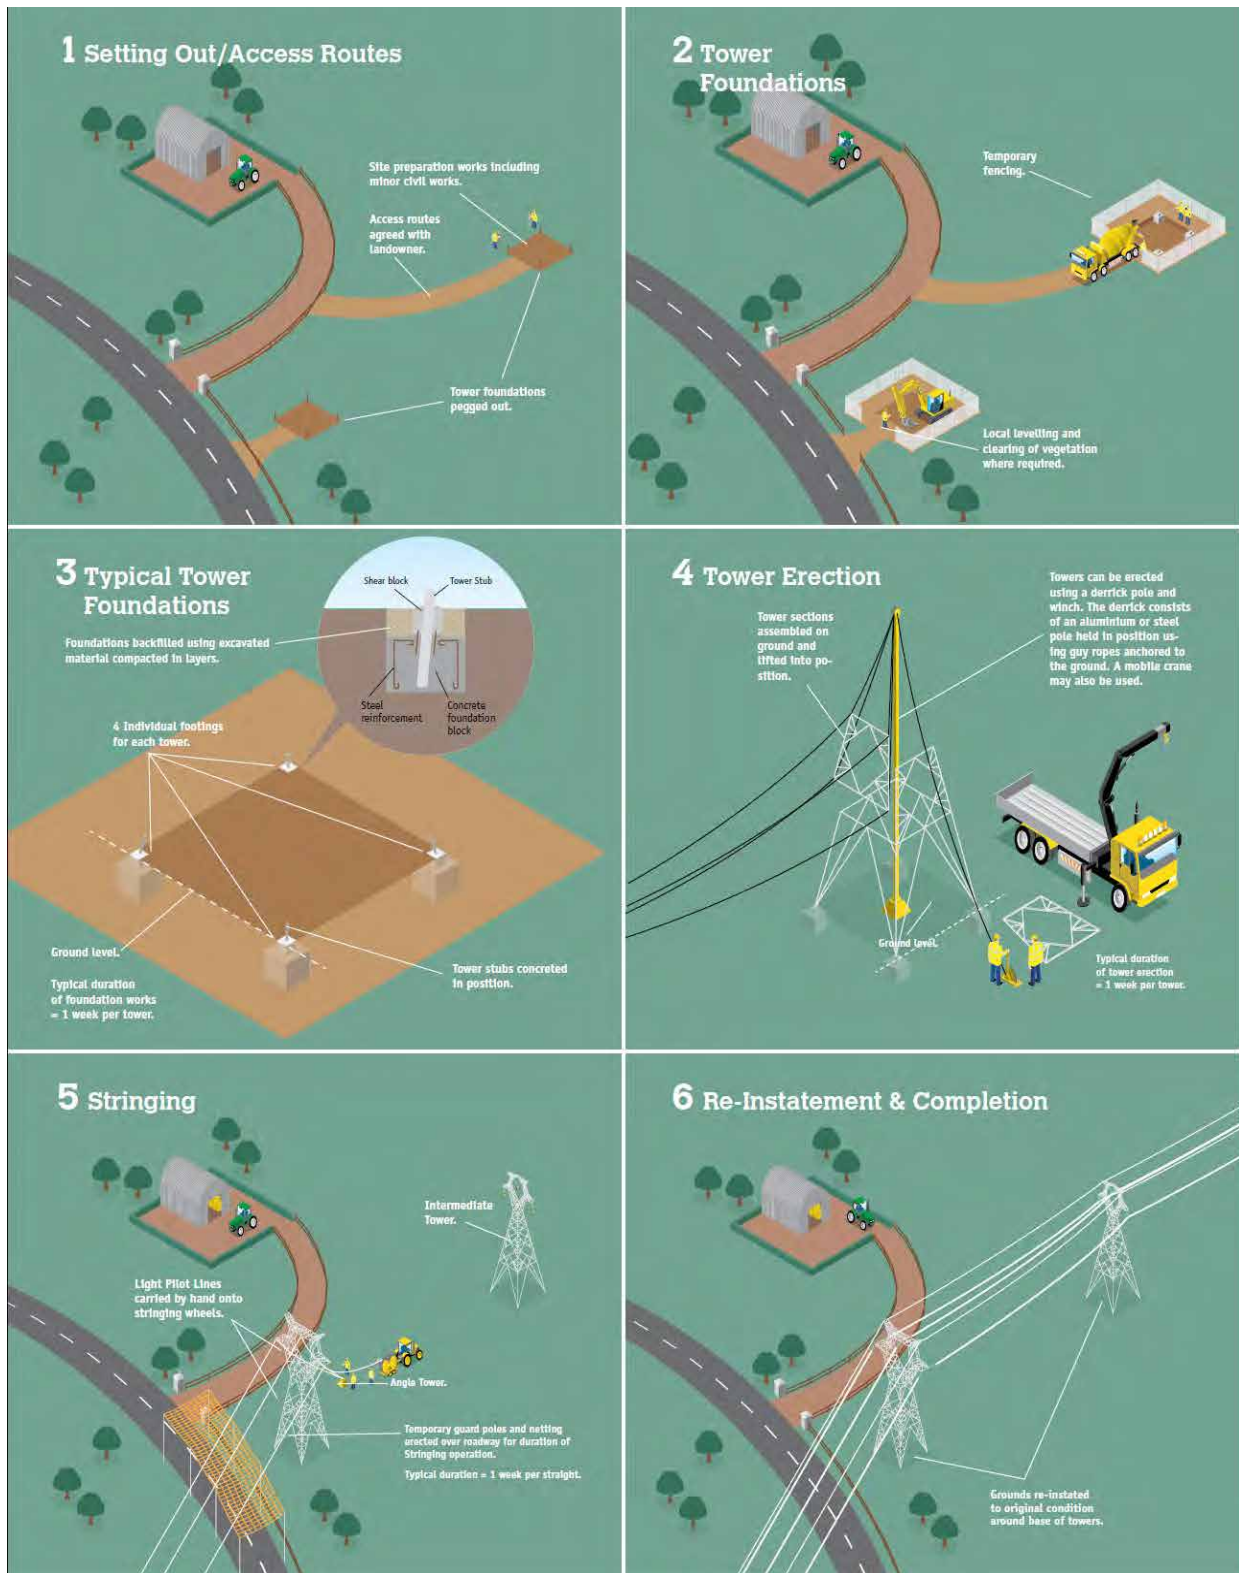 1 Setting Out/Access Routes
Site preparation works including
minor civil works.
Access routes
agreed with
landowner.
Tower foundations
pegged out.
2 Tower
Foundations
Temporary
fencing.
Local levelling and
clearing of vegetation
where required.
3 Typical Tower
Foundations
Shear block
Tower Stub
Foundations backfilled using excavated
material compacted in layers.
Steel
reinforcement
Concrete
foundation
block
4 Individual footings
for each tower.
Ground level.
Typical duration
of foundation works
= 1 week per tower.
Tower stubs concreted
in position.
4 Tower Erection
Tower sections
assembled on
ground and
lifted into po-
sition.
Towers can be erected
using a derrick pole and
winch. The derrick consists
of an aluminium or steel
pole held in position us-
ing guy ropes anchored to
the ground. A mobile crane
may also be used.
Ground level.
Typical duration
of tower erection
= 1 week per tower.
5 Stringing
Intermediate
Tower.
Light Pilot Lines
carried by hand onto
stringing wheels.
Angle Tower.
Temporary guard poles and netting
erected over roadway for duration of
Stringing operation.
Typical duration = 1 week per straight.
6 Re-Instatement & Completion
Grounds re-instated
to original condition
around base of towers.